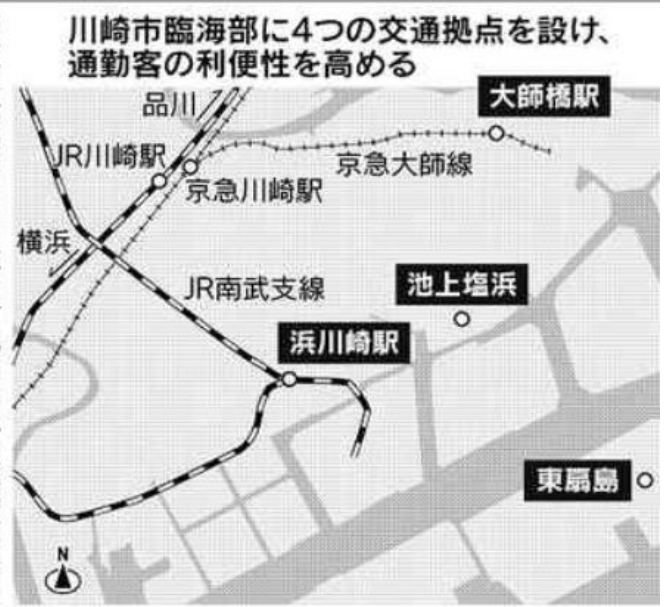 川崎市臨海部に4つの交通拠点を設け、
通勤客の利便性を高める
品川
大師橋駅
JR川崎駅
京急大師線
京急川崎駅
横浜
JR南武支線
池上塩浜
浜川崎駅
東扇島
N